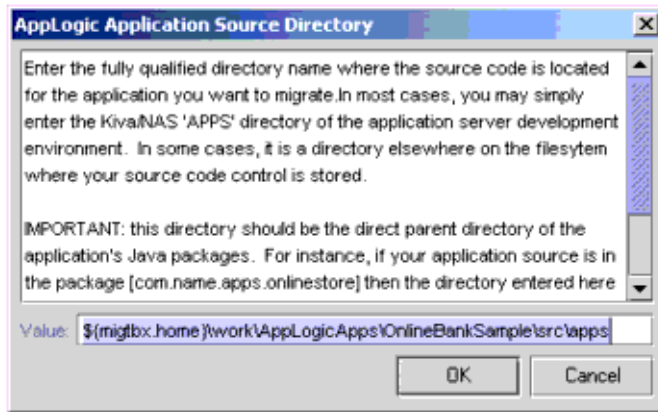 AppLogic Application Source Directory
Enter the fully qualified directory name where the source code is located
for the application you want to migrate.In most cases, you may simply
enter the Kiva/NAS 'APPS' directory of the application server development
environment. In some cases, it is a directory elsewhere on the filesytem
where your source code control is stored.
IMPORTANT: this directory should be the direct parent directory of the
application's Java packages. For instance, if your application source is in
the package [com.name.apps.onlinestore] then the directory entered here
Value: ${migtbx.home}\work\AppLogicApps\OnlineBankSample\src\apps
OK Cancel